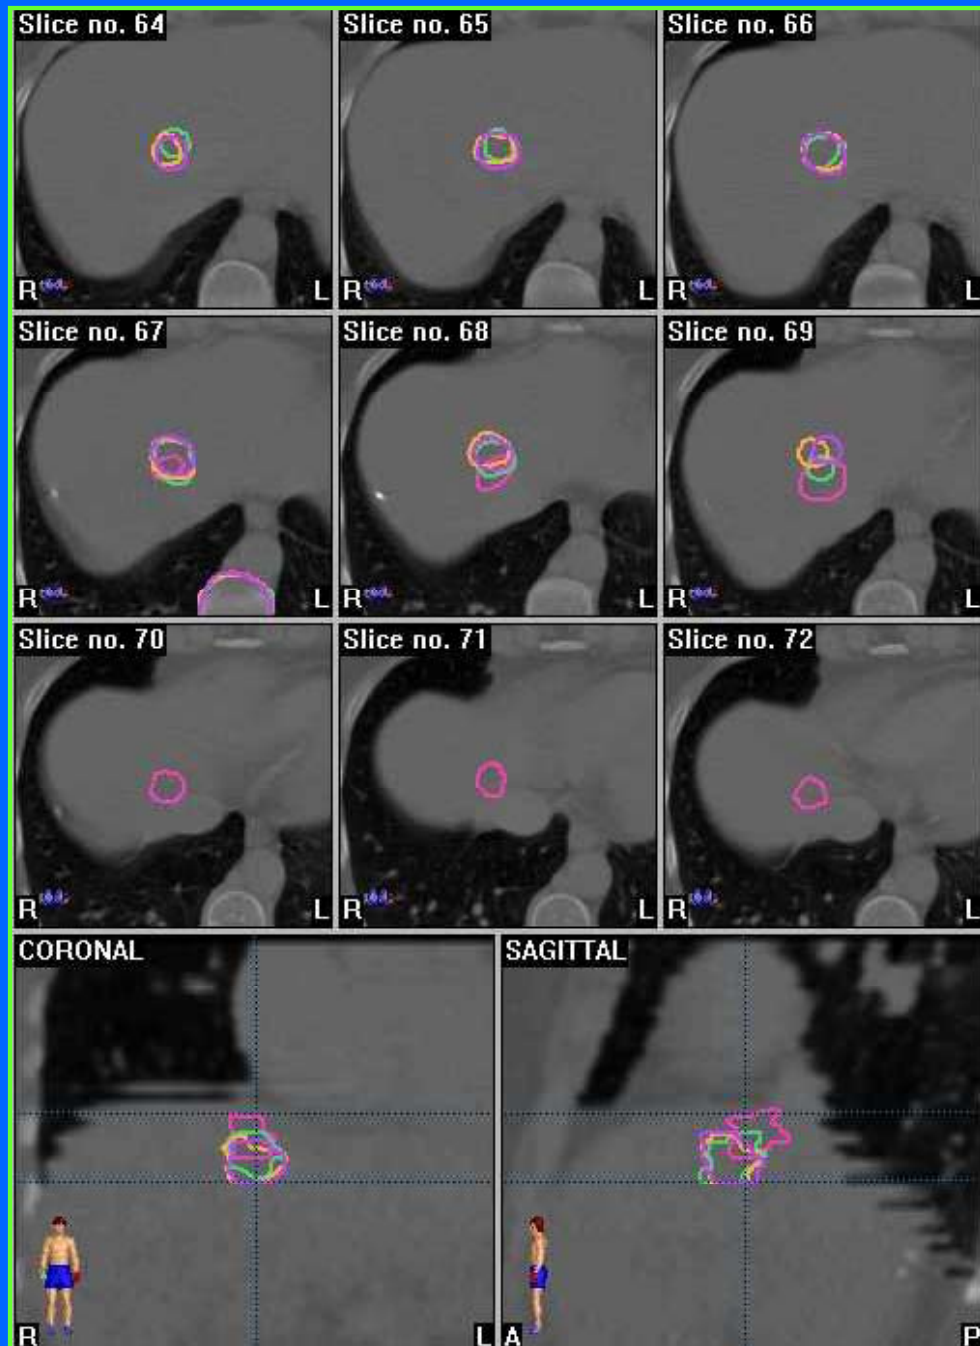 Slice no. 64
Slice no. 65
Slice no. 66
R L
R L
R L
Slice no. 67
Slice no. 68
Slice no. 69
R L
R L
R L
Slice no. 70
Slice no. 71
Slice no. 72
R L
R L
R L
CORONAL
SAGITTAL
R L
A P